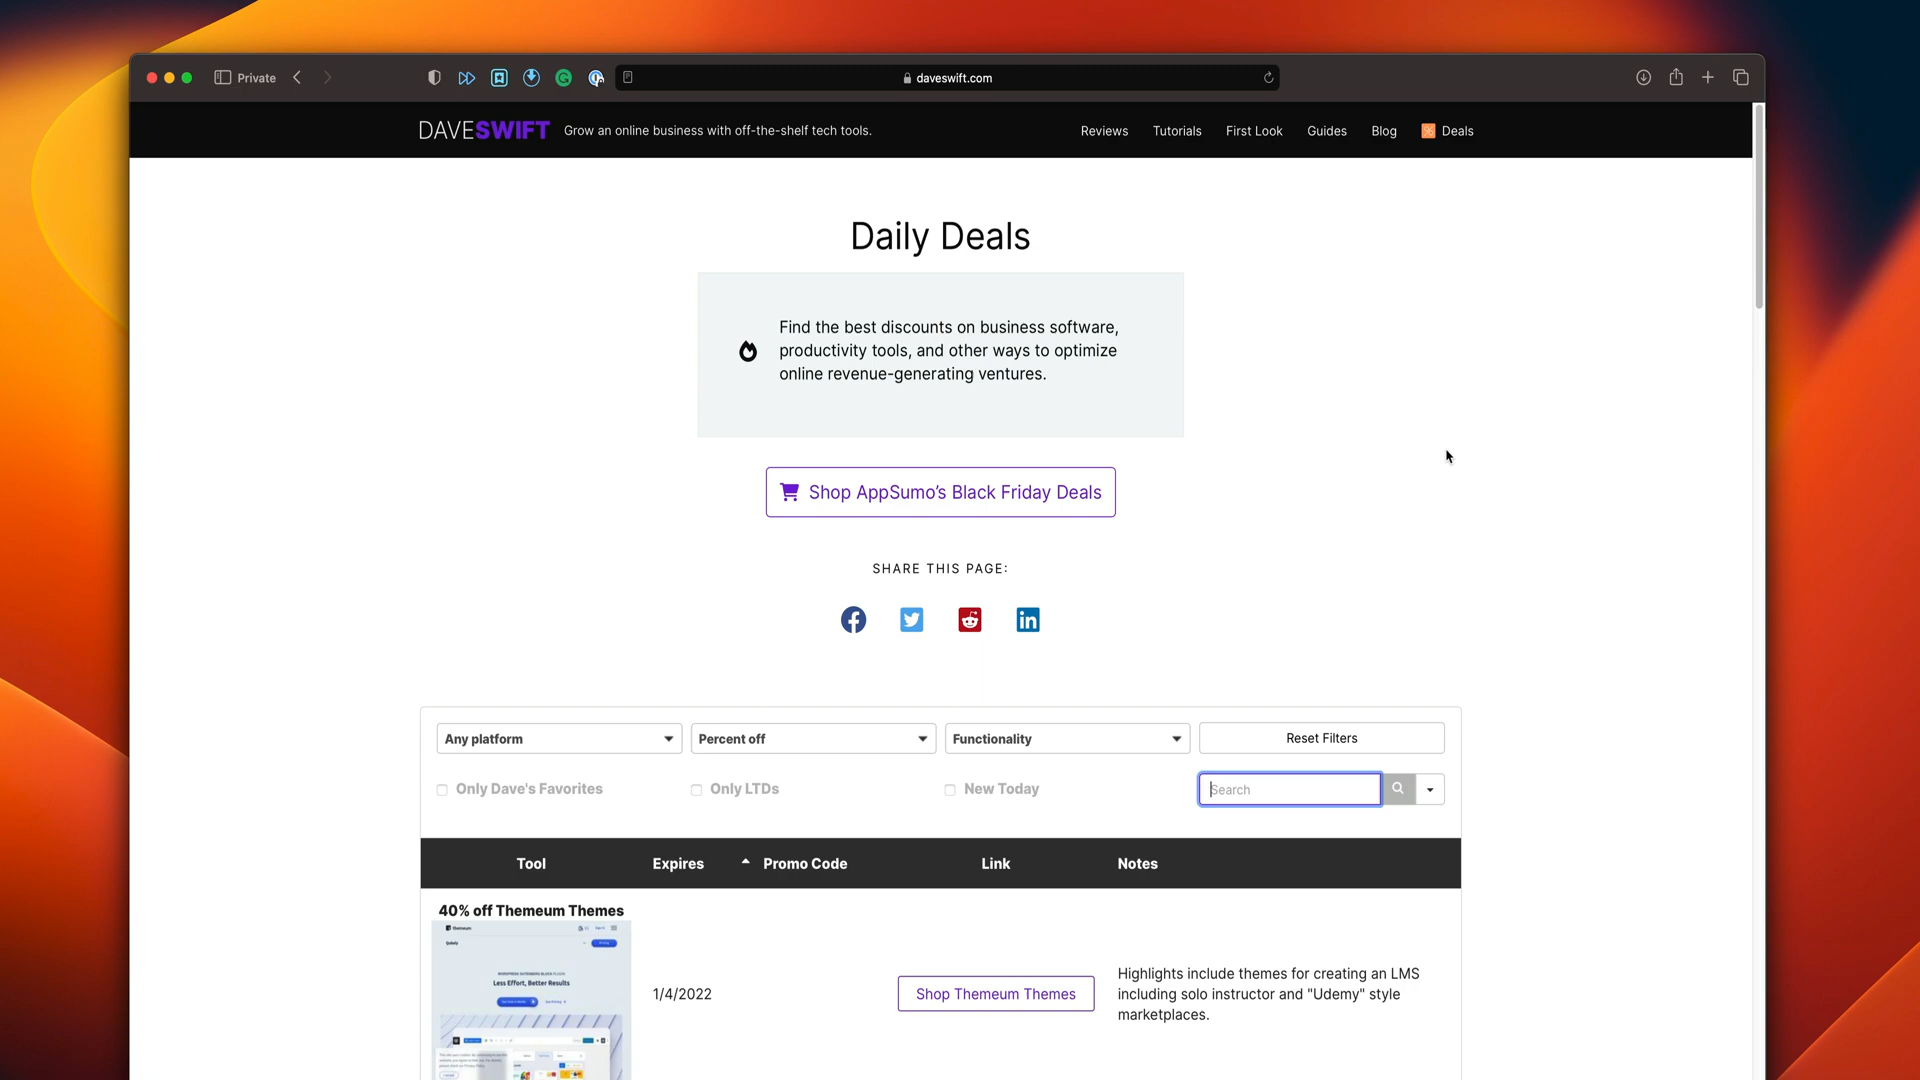 Private
daveswift.com
DAVESWIFT
Grow an online business with off-the-shelf tech tools.
Reviews
Tutorials
First Look
Guides
Blog
Deals
Daily Deals
Find the best discounts on business software,
productivity tools, and other ways to optimize
online revenue-generating ventures.
Shop AppSumo’s Black Friday Deals
SHARE THIS PAGE:
Any platform
Percent off
Functionality
Reset Filters
Only Dave's Favorites
Only LTDs
New Today
Search
Tool
Expires
Promo Code
Link
Notes
40% off Themeum Themes
Less Effort, Better Results
1/4/2022
Shop Themeum Themes
Highlights include themes for creating an LMS
including solo instructor and "Udemy" style
marketplaces.